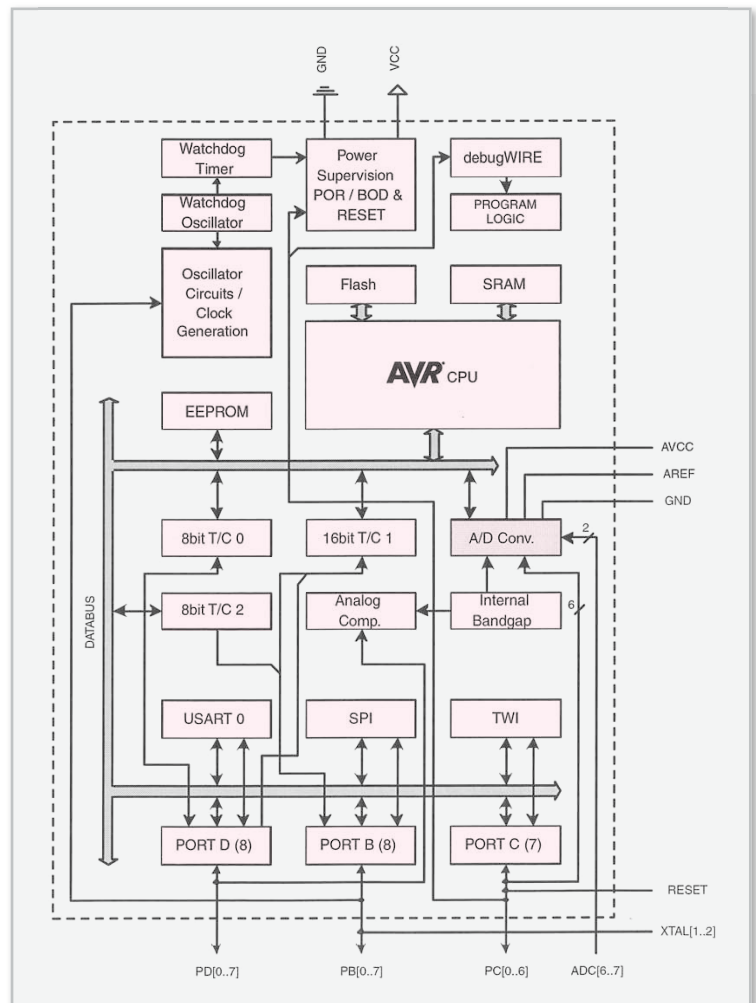 GND
VCC
Watchdog
Timer
Power
Supervision
POR / BOD &
RESET
debugWIRE
Watchdog
Oscillator
PROGRAM
LOGIC
Oscillator
Circuits /
Clock
Generation
Flash
SRAM
AVR CPU
EEPROM
AVCC
AREF
GND
8bit T/C 0
16bit T/C 1
A/D Conv.
2
8bit T/C 2
Analog
Comp.
Internal
Bandgap
6
DATABUS
USART 0
SPI
TWI
PORT D (8)
PORT B (8)
PORT C (7)
RESET
XTAL[1..2]
PD[0..7]
PB[0..7]
PC[0..6]
ADC[6..7]